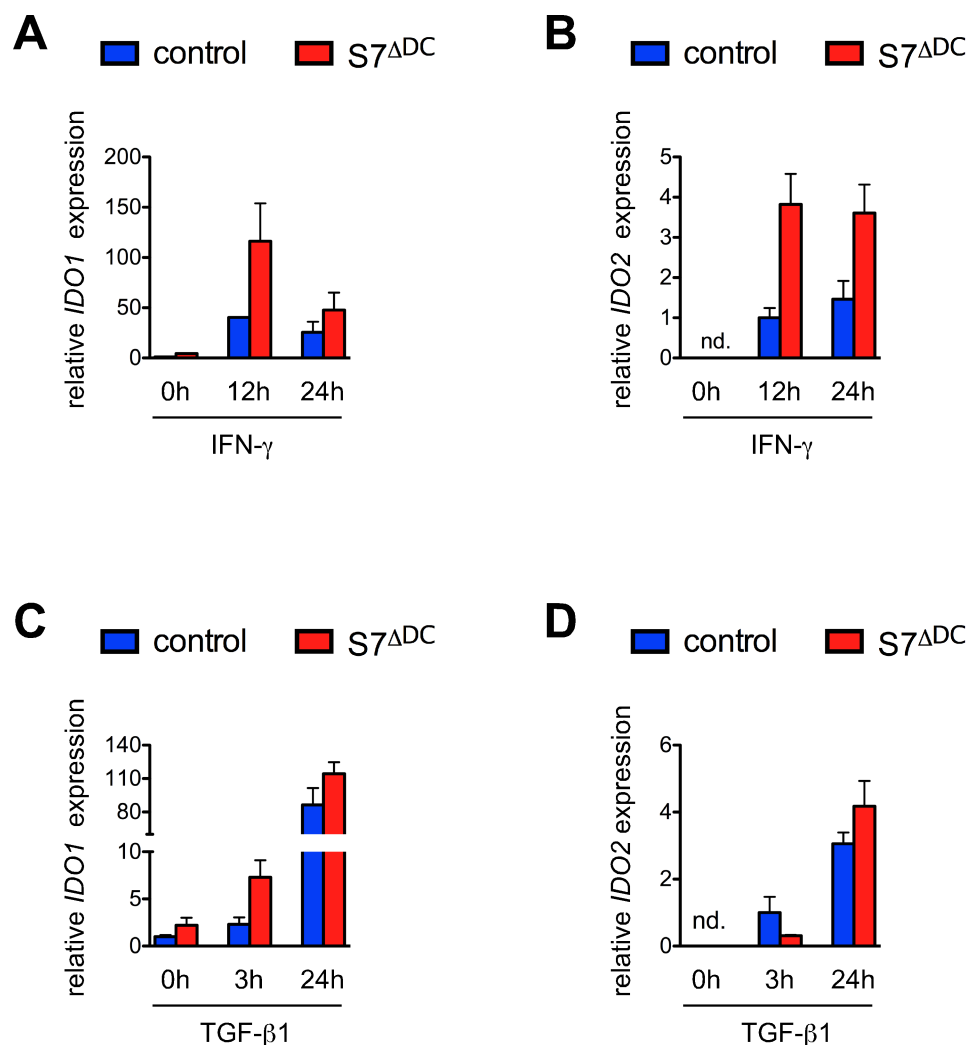 A
control
S7ΔDC
relative IDO1 expression
200
150
100
50
0
0h
12h
24h
IFN-γ
B
control
S7ΔDC
relative IDO2 expression
5
4
3
2
1
0
nd.
0h
12h
24h
IFN-γ
C
control
S7ΔDC
relative IDO1 expression
140
110
80
10
5
0
0h
3h
24h
TGF-β1
D
control
S7ΔDC
relative IDO2 expression
6
4
2
0
nd.
0h
3h
24h
TGF-β1